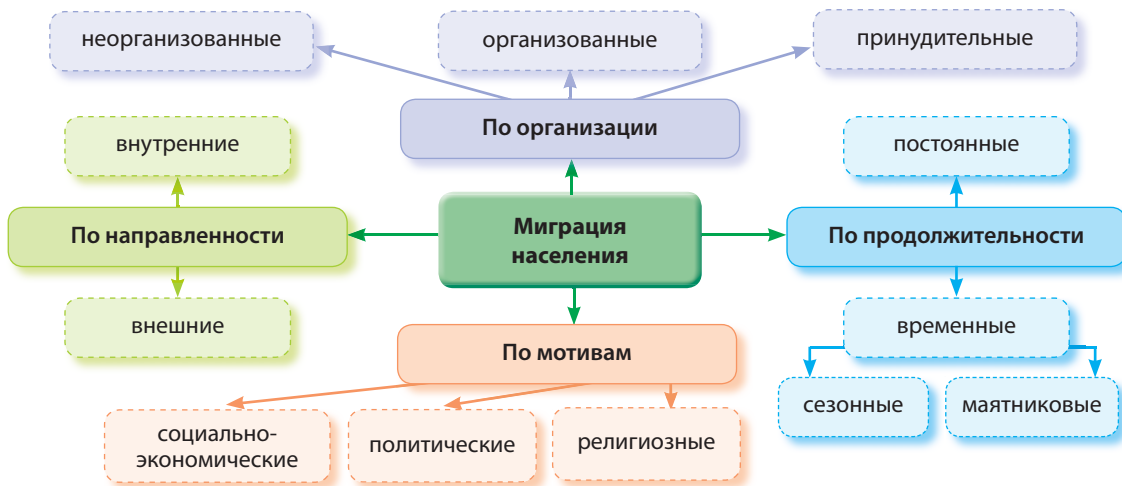 неорганизованные
организованные
принудительные
По организации
внутренние
постоянные
По направленности
Миграция
населения
По продолжительности
внешние
временные
По мотивам
сезонные
маятниковые
социально-
экономические
политические
религиозные